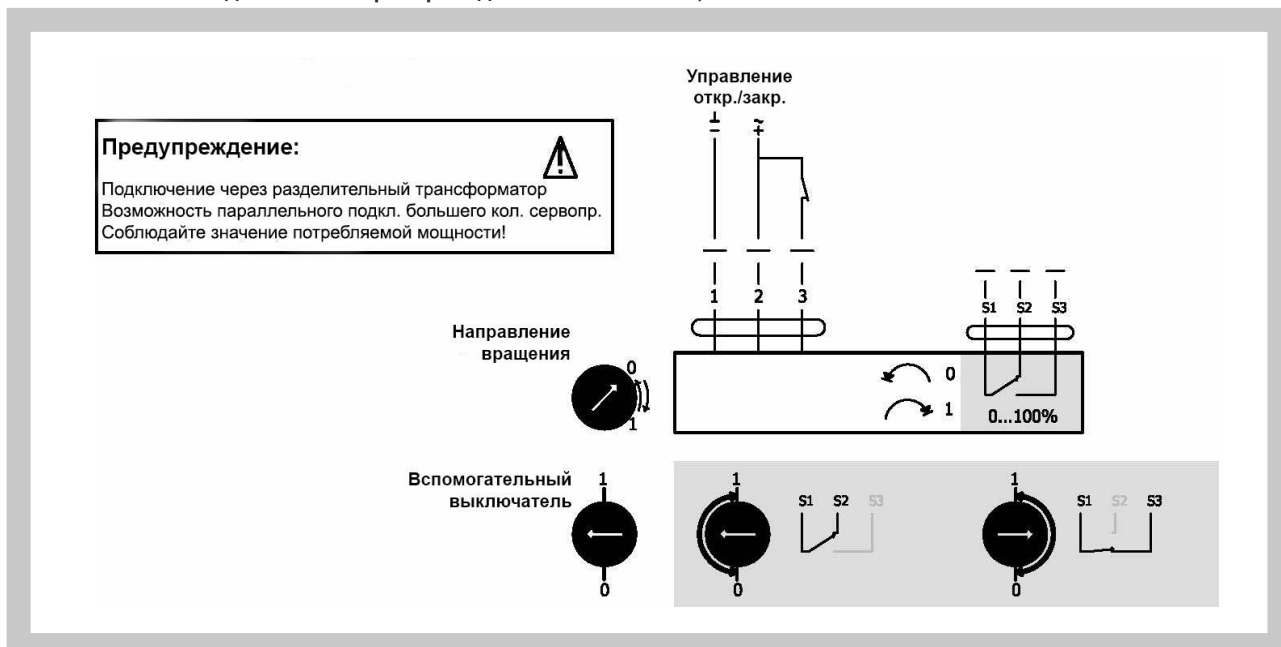 Управление
откр./закр.
Предупреждение:
Подключение через разделительный трансформатор
Возможность параллельного подкл. большего кол. сервопр.
Соблюдайте значение потребляемой мощности!
1 2 3
S1 S2 S3
Направление
вращения
0
1
0
1
0...100%
Вспомогательный
выключатель
1
0
1
0
S1 S2 S3
1
0
S1 S2 S3